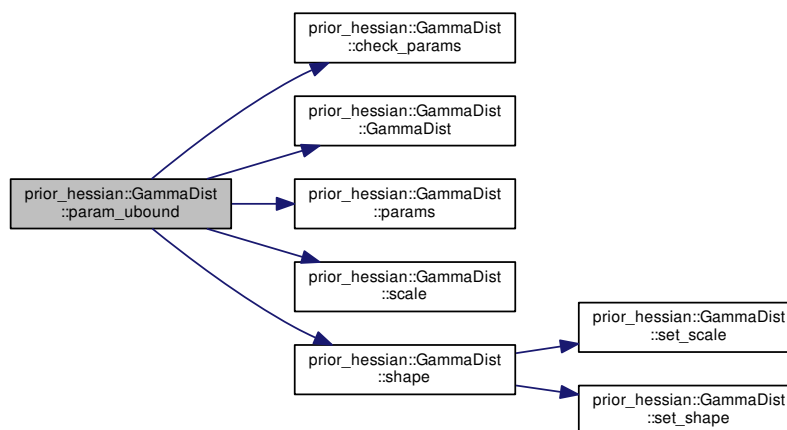 prior_hessian::GammaDist
::check_params
prior_hessian::GammaDist
::GammaDist
prior_hessian::GammaDist
::param_ubound
prior_hessian::GammaDist
::params
prior_hessian::GammaDist
::scale
prior_hessian::GammaDist
::shape
prior_hessian::GammaDist
::set_scale
prior_hessian::GammaDist
::set_shape